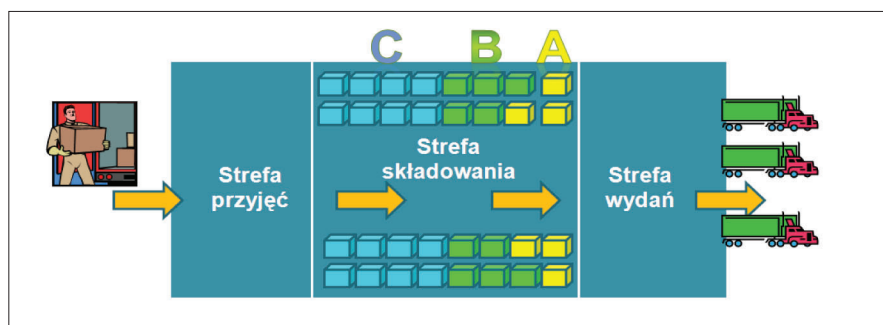 C B A
Strefa
przyjęć
Strefa
składowania
Strefa
wydań